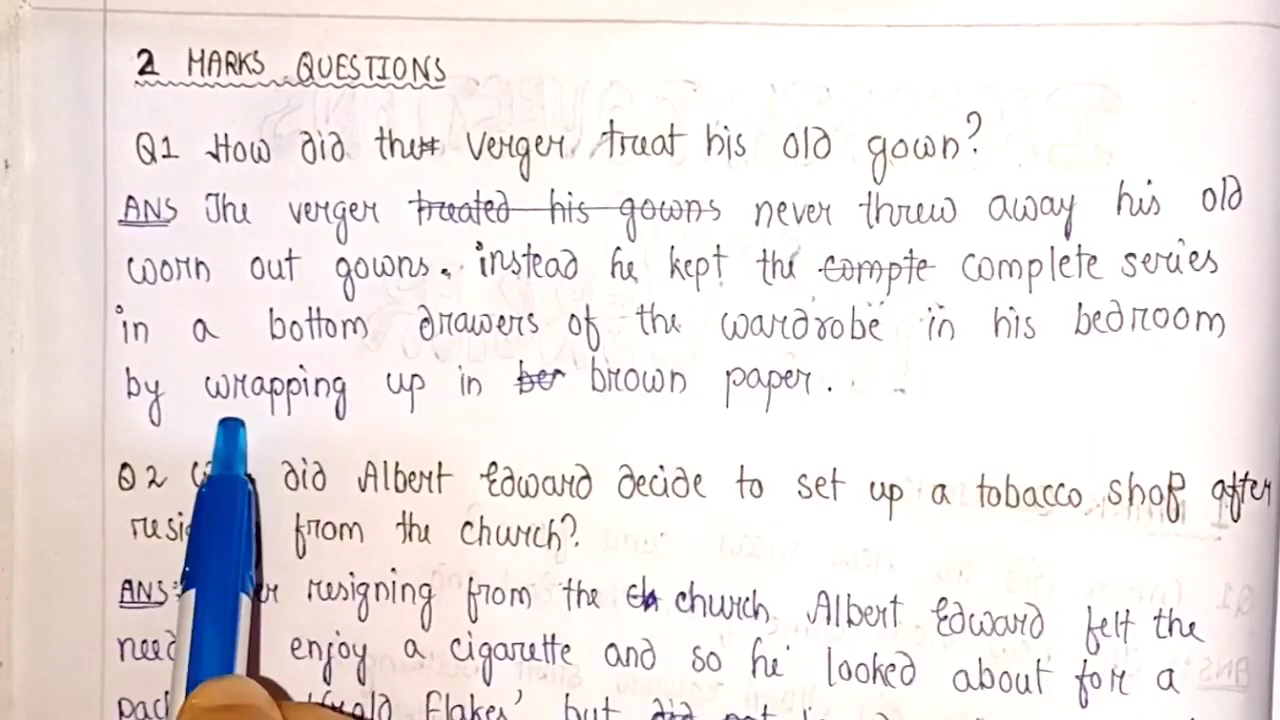 2 MARKS QUESTIONS
Q1 How did the verger treat his old gown?
ANS The verger treated his gowns never threw away his old
worn out gowns. instead he kept the compte complete series
in a bottom drawers of the wardrobe in his bedroom
by wrapping up in ber brown paper.
Q2 did Albert Edward decide to set up a tobacco shop after
from the church?
ANS: resigning from the ch church, Albert Edward felt the
enjoy a cigarette and so he looked about for a
flakes' but did not